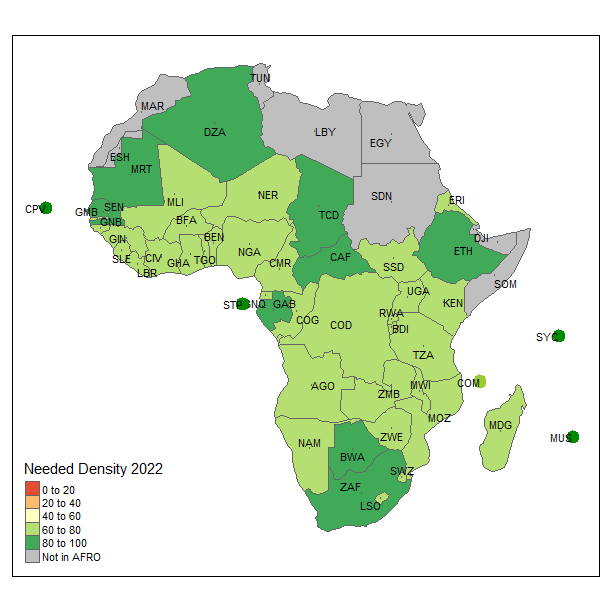 TUN
MAR
DZA
LBY
EGY
ESH
MRT
NER
SDN
MLI
ERI
CPV
SEN
GMB
TCD
GNB
BFA
GIN
BEN
DJI
NGA
ETH
SLE
CIV
GHA
TGO
CAF
CMR
SSD
LBR
SOM
UGA
STP
GNQ
GAB
KEN
COG
RWA
COD
BDI
SYC
TZA
AGO
MWI
COM
ZMB
MOZ
MDG
NAM
ZWE
MUS
BWA
SWZ
ZAF
LSO
Needed Density 2022
0 to 20
20 to 40
40 to 60
60 to 80
80 to 100
Not in AFRO